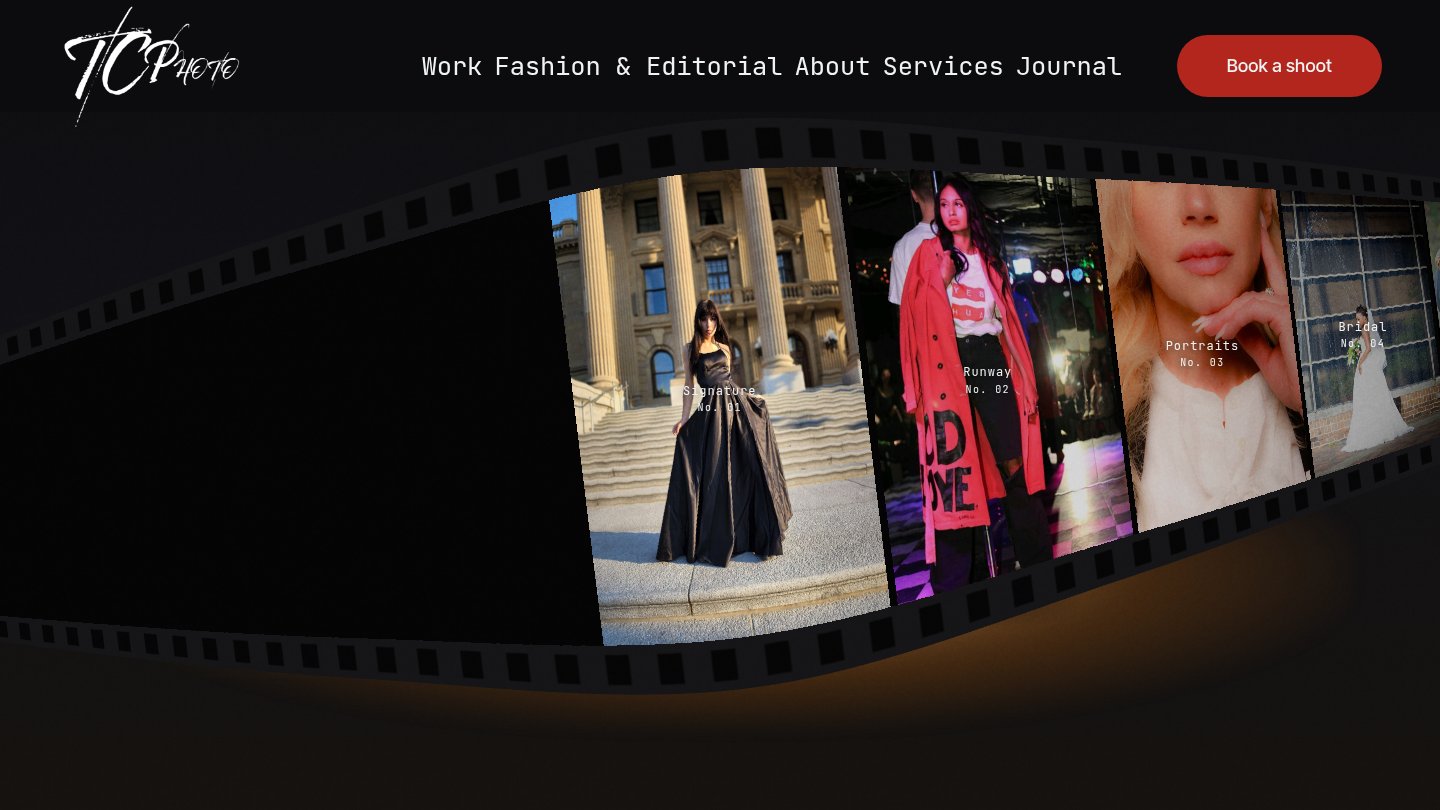 TCPHOTO
Work Fashion & Editorial About Services Journal
Book a shoot
Signature
No. 01
Runway
No. 02
Portraits
No. 03
Bridal
No. 04